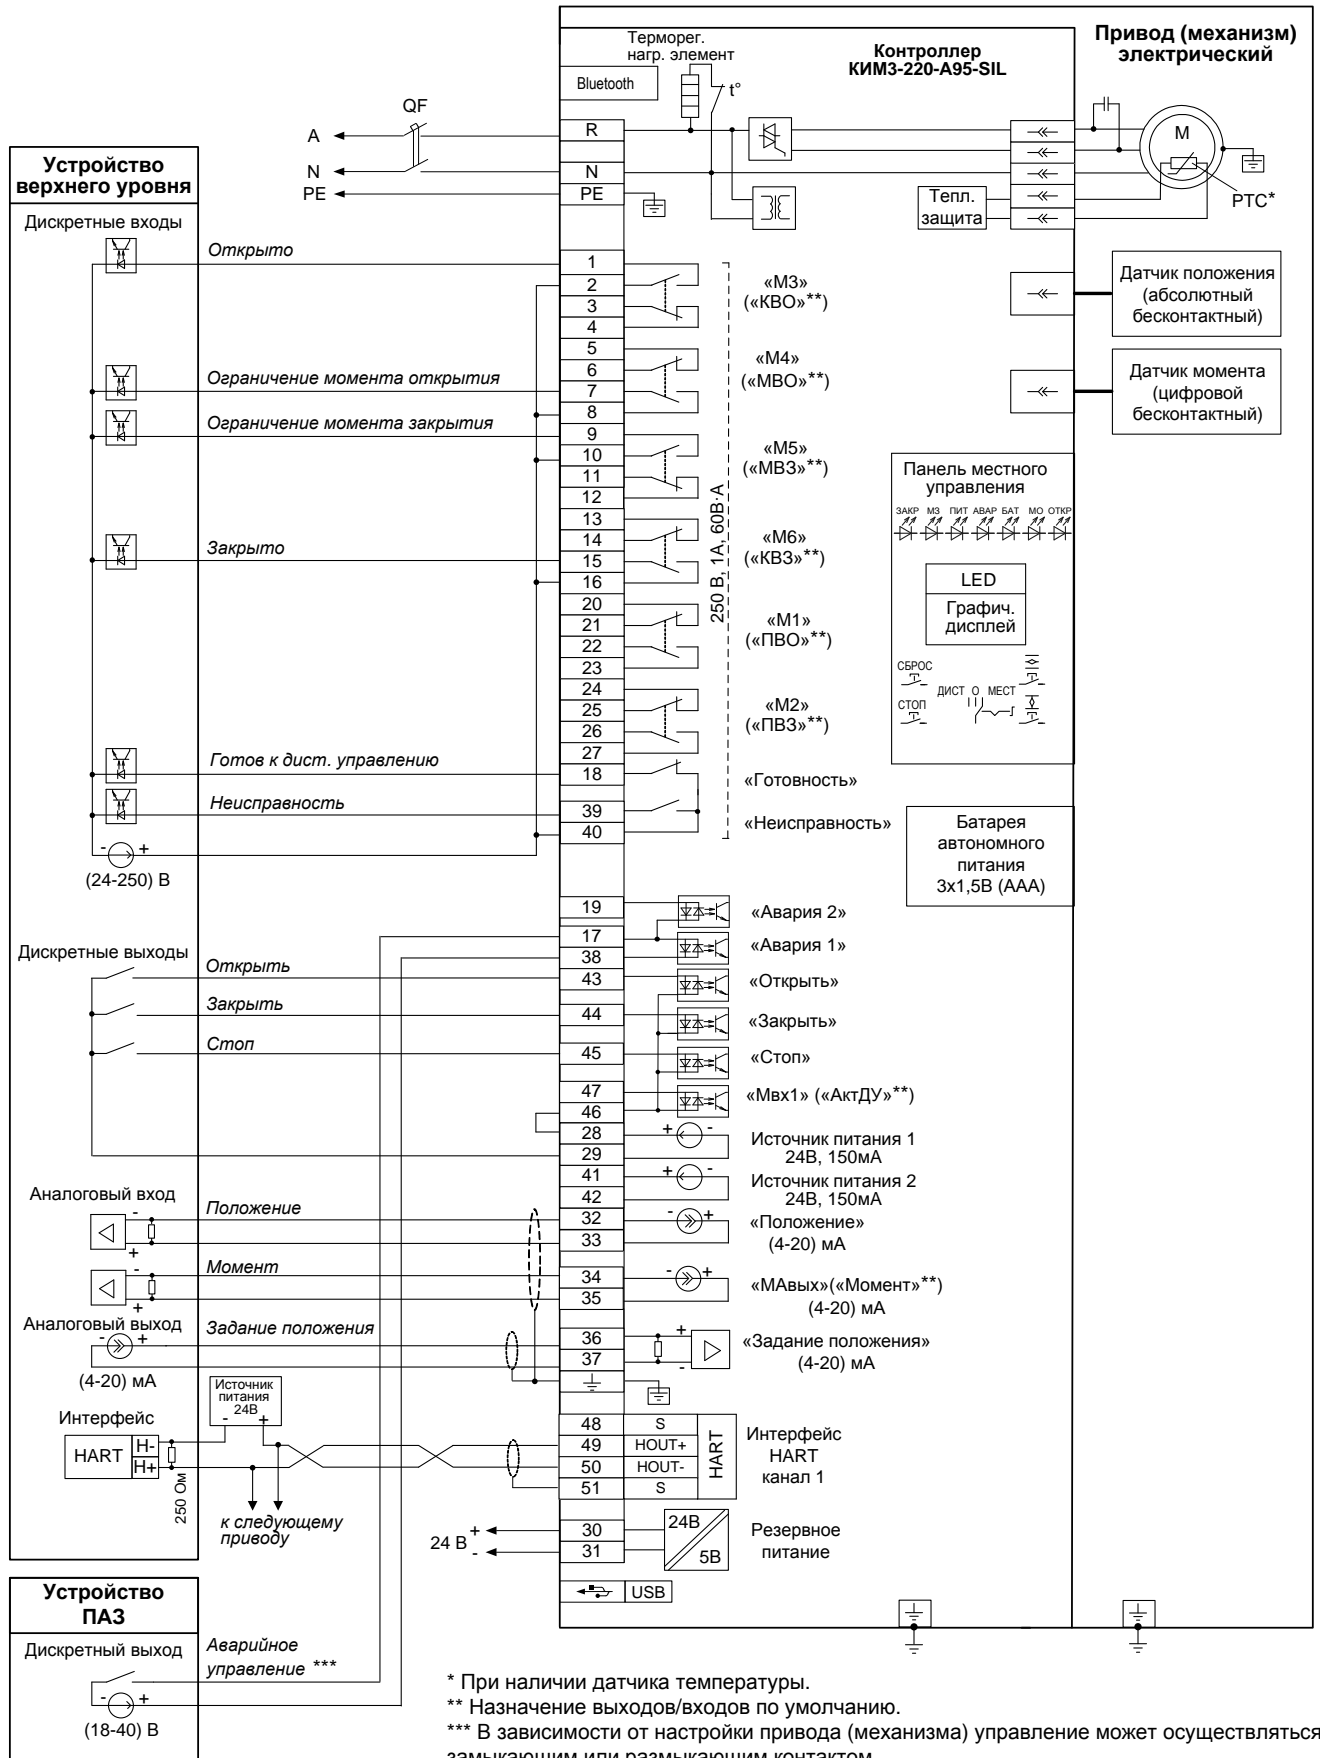 Привод (механизм)
электрический
Контроллер
КИМ3-220-А95-SIL
Терморег.
нагр. элемент
Bluetooth
t°
QF
A
N
PE
R
N
PE
M
PTC*
Тепл.
защита
Устройство
верхнего уровня
Дискретные входы
Открыто
1
2
3
4
«М3»
(«КВО»**)
Датчик положения
(абсолютный
бесконтактный)
Ограничение момента открытия
5
6
7
8
«М4»
(«МВО»**)
Датчик момента
(цифровой
бесконтактный)
Ограничение момента закрытия
9
10
11
12
«М5»
(«МВЗ»**)
Закрыто
13
14
15
16
«М6»
(«КВЗ»**)
250 В, 1А, 60В·А
20
21
22
23
«М1»
(«ПВО»**)
24
25
26
27
«М2»
(«ПВЗ»**)
Панель местного
управления
ЗАКР МЗ ПИТ АВАР БАТ МО ОТКР
LED
Графич.
дисплей
СБРОС
СТОП
ДИСТ О МЕСТ
Готов к дист. управлению
18
«Готовность»
Неисправность
39
40
«Неисправность»
- +
(24-250) В
Батарея
автономного
питания
3х1,5В (ААА)
19
«Авария 2»
17
38
«Авария 1»
Дискретные выходы
Открыть
43
«Открыть»
Закрыть
44
«Закрыть»
Стоп
45
«Стоп»
47
46
«Мвх1» («АктДУ»**)
28
29
+ -
Источник питания 1
24В, 150мА
41
42
+ -
Источник питания 2
24В, 150мА
Аналоговый вход
-
+
Положение
32
33
- +
«Положение»
(4-20) мА
-
+
Момент
34
35
- +
«МАвых»(«Момент»**)
(4-20) мА
Аналоговый выход
- +
(4-20) мА
Задание положения
36
37
+
-
«Задание положения»
(4-20) мА
Источник
питания
24В
- +
Интерфейс
HART
H-
H+
250 Ом
к следующему
приводу
48
49
50
51
S
HOUT+
HOUT-
S
HART
Интерфейс
HART
канал 1
24 В
+
-
30
31
24В
5В
Резервное
питание
USB
Устройство
ПАЗ
Дискретный выход
- +
(18-40) В
Аварийное
управление ***
* При наличии датчика температуры.
** Назначение выходов/входов по умолчанию.
*** В зависимости от настройки привода (механизма) управление может осуществляться
замыкающим или размыкающим контактом